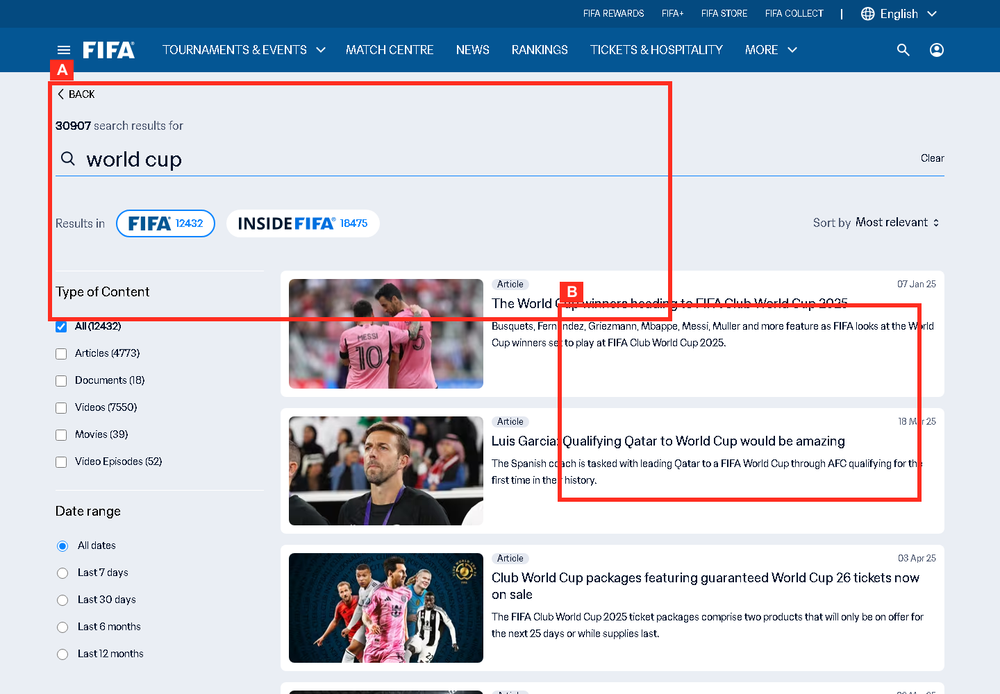 FIFA REWARDS FIFA+ FIFA STORE FIFA COLLECT | English
FIFA TOURNAMENTS & EVENTS MATCH CENTRE NEWS RANKINGS TICKETS & HOSPITALITY MORE
A
BACK
30907 search results for
world cup Clear
Results in FIFA 12432 INSIDE FIFA 18475 Sort by Most relevant
Type of Content
All (12432)
Articles (4773)
Documents (18)
Videos (7550)
Movies (39)
Video Episodes (52)
Date range
All dates
Last 7 days
Last 30 days
Last 6 months
Last 12 months
MESSI
10
5
Article 07 Jan 25
B
The World Cup winners heading to FIFA Club World Cup 2025
Busquets, Fernandez, Griezmann, Mbappe, Messi, Muller and more feature as FIFA looks at the World
Cup winners set to play at FIFA Club World Cup 2025.
Article 18 Mar 25
Luis Garcia: Qualifying Qatar to World Cup would be amazing
The Spanish coach is tasked with leading Qatar to a FIFA World Cup through AFC qualifying for the
first time in their history.
Article 03 Apr 25
Club World Cup packages featuring guaranteed World Cup 26 tickets now
on sale
The FIFA Club World Cup 2025 ticket packages comprise two products that will only be on offer for
the next 25 days or while supplies last.